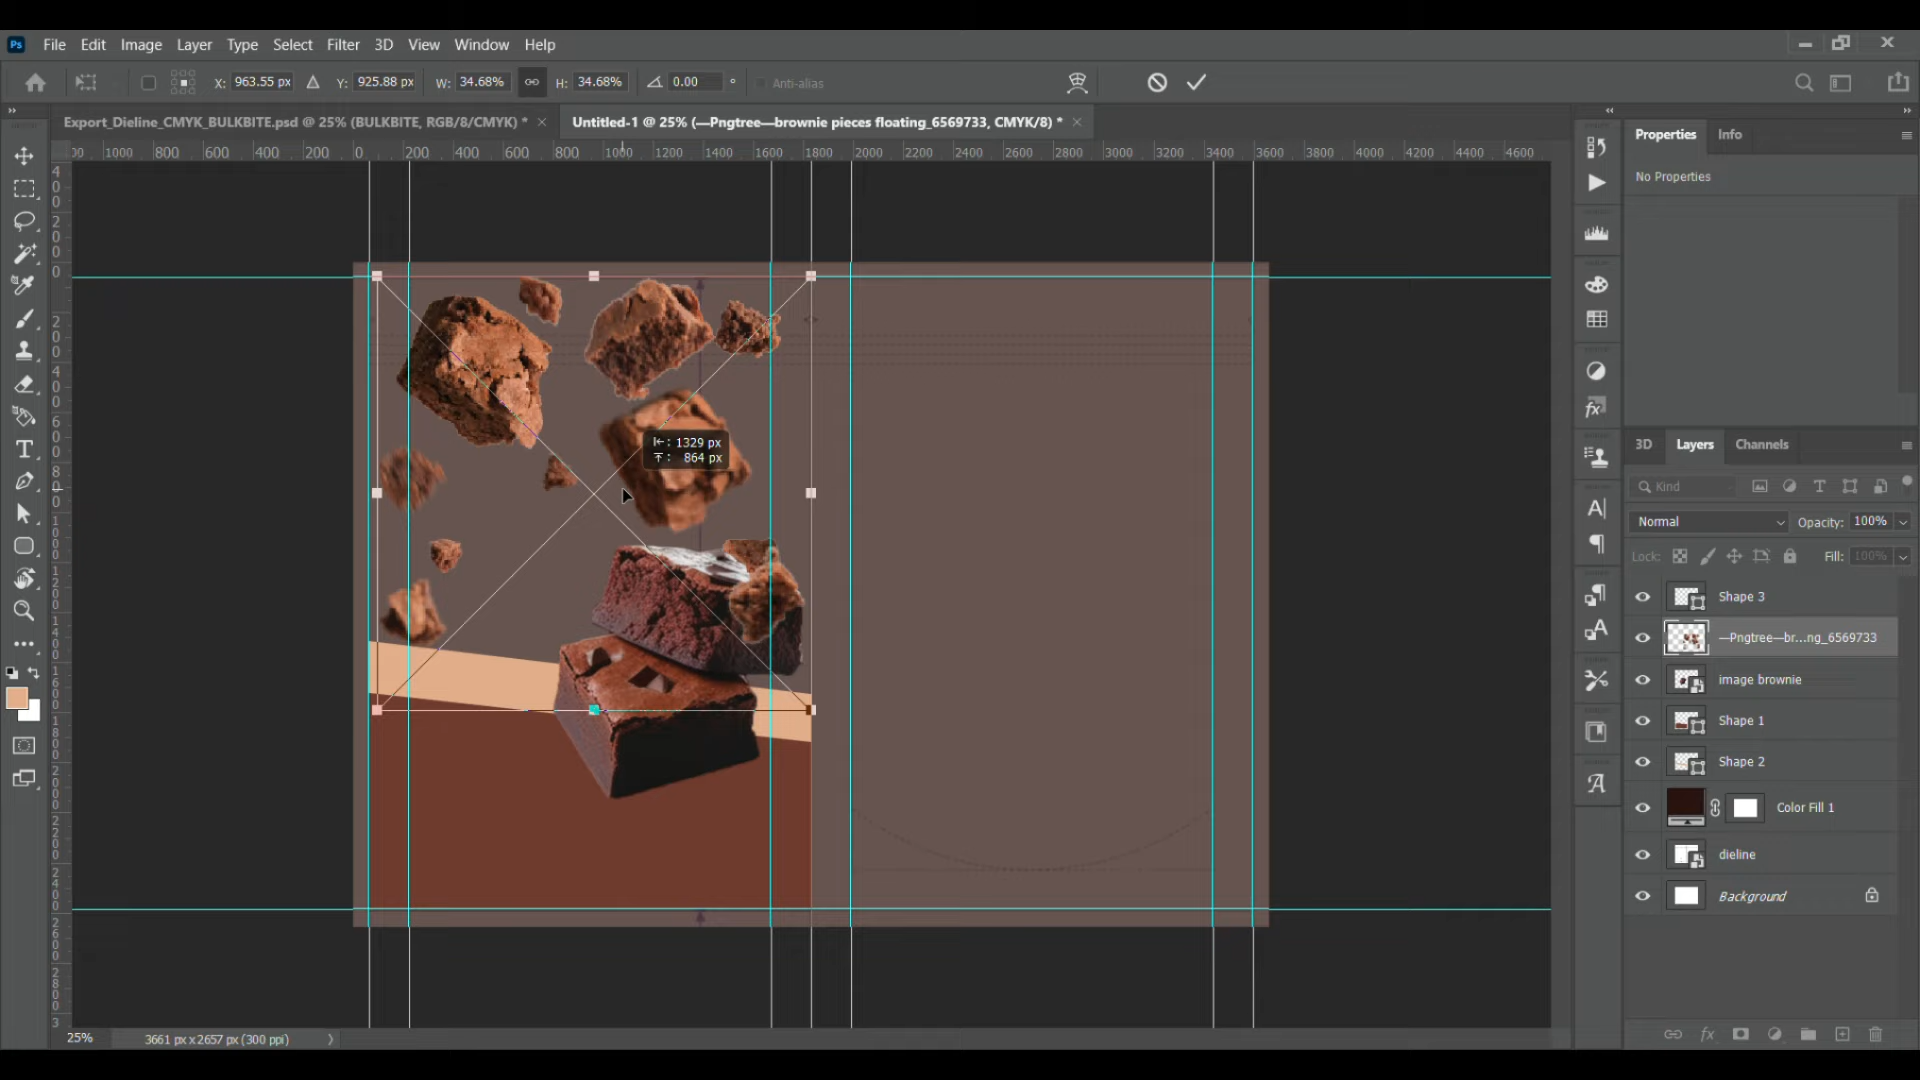 Ps File Edit Image Layer Type Select Filter 3D View Window Help
X: 963.55 px Y: 925.88 px W: 34.68% H: 34.68% 0.00 ° Anti-alias
Export_Dieline_CMYK_BULKBITE.psd @ 25% (BULKBITE, RGB/8/CMYK) * ×
Untitled-1 @ 25% (—Pngtree—brownie pieces floating_6569733, CMYK/8) * ×
1000 800 600 400 200 0 200 400 600 800 1000 1200 1400 1600 1800 2000 2200 2400 2600 2800 3000 3200 3400 3600 3800 4000 4200 4400 4600
Properties Info
No Properties
: 1329 px
: 864 px
3D Layers Channels
Kind
Normal Opacity: 100%
Lock: Fill: 100%
Shape 3
—Pngtree—br...ng_6569733
image brownie
Shape 1
Shape 2
Color Fill 1
dieline
Background
25% 3661 px x 2657 px (300 ppi)